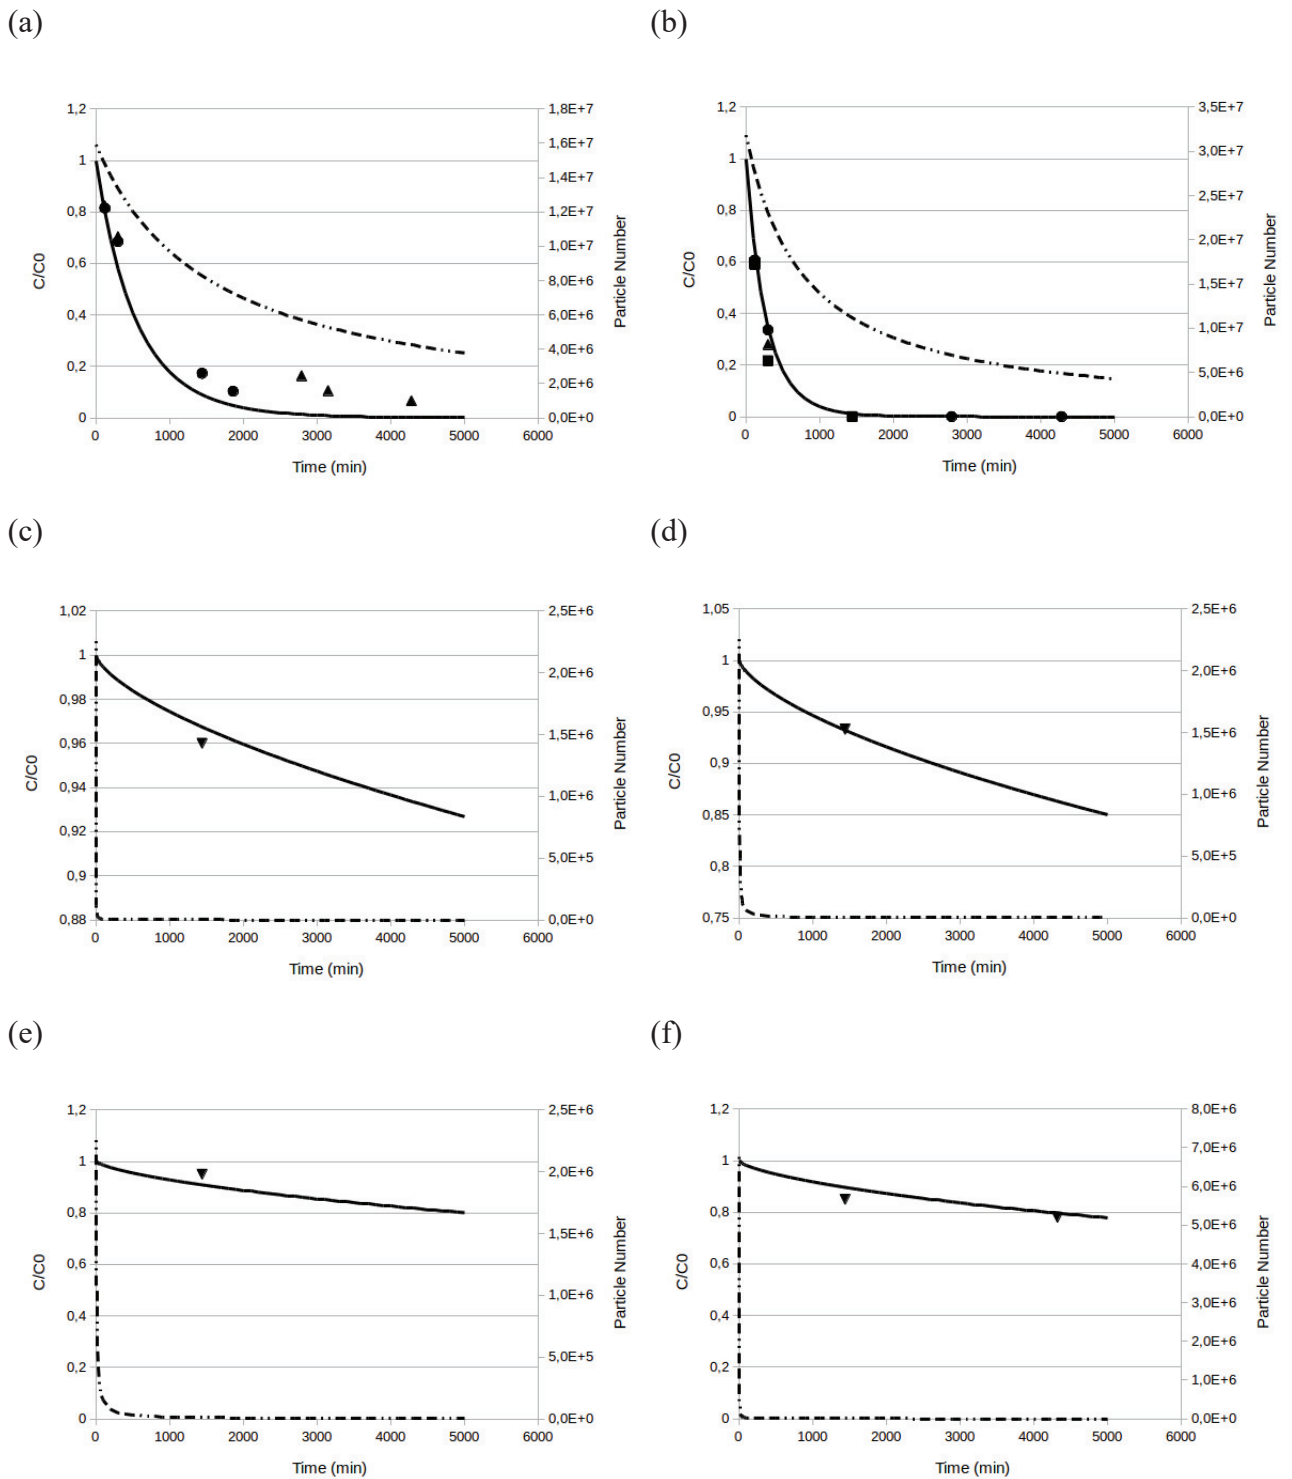 (a)
(b)
1,2
1
0,8
0,6
0,4
0,2
0
C/C0
1,8E+7
1,6E+7
1,4E+7
1,2E+7
1,0E+7
8,0E+6
6,0E+6
4,0E+6
2,0E+6
0,0E+0
Particle Number
0 1000 2000 3000 4000 5000 6000
Time (min)
1,2
1
0,8
0,6
0,4
0,2
0
C/C0
3,5E+7
3,0E+7
2,5E+7
2,0E+7
1,5E+7
1,0E+7
5,0E+6
0,0E+0
Particle Number
0 1000 2000 3000 4000 5000 6000
Time (min)
(c)
(d)
1,02
1
0,98
0,96
0,94
0,92
0,9
0,88
C/C0
2,5E+6
2,0E+6
1,5E+6
1,0E+6
5,0E+5
0,0E+0
Particle Number
0 1000 2000 3000 4000 5000 6000
Time (min)
1,05
1
0,95
0,9
0,85
0,8
0,75
C/C0
2,5E+6
2,0E+6
1,5E+6
1,0E+6
5,0E+5
0,0E+0
Particle Number
0 1000 2000 3000 4000 5000 6000
Time (min)
(e)
(f)
1,2
1
0,8
0,6
0,4
0,2
0
C/C0
2,5E+6
2,0E+6
1,5E+6
1,0E+6
5,0E+5
0,0E+0
Particle Number
0 1000 2000 3000 4000 5000 6000
Time (min)
1,2
1
0,8
0,6
0,4
0,2
0
C/C0
8,0E+6
7,0E+6
6,0E+6
5,0E+6
4,0E+6
3,0E+6
2,0E+6
1,0E+6
0,0E+0
Particle Number
0 1000 2000 3000 4000 5000 6000
Time (min)